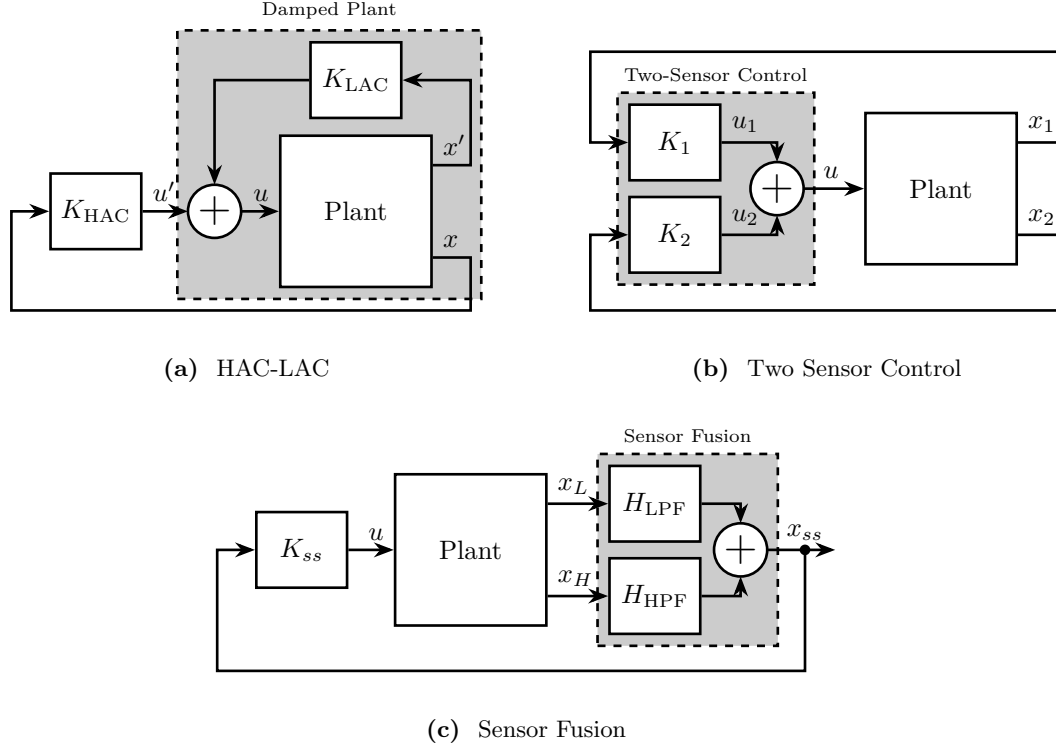 Damped Plant
K_LAC
x'
K_HAC
u'
+
u
Plant
x
(a) HAC-LAC
Two-Sensor Control
K_1
u_1
+
u
K_2
u_2
Plant
x_1
x_2
(b) Two Sensor Control
Sensor Fusion
K_ss
u
Plant
x_L
H_LPF
+
x_ss
x_H
H_HPF
(c) Sensor Fusion